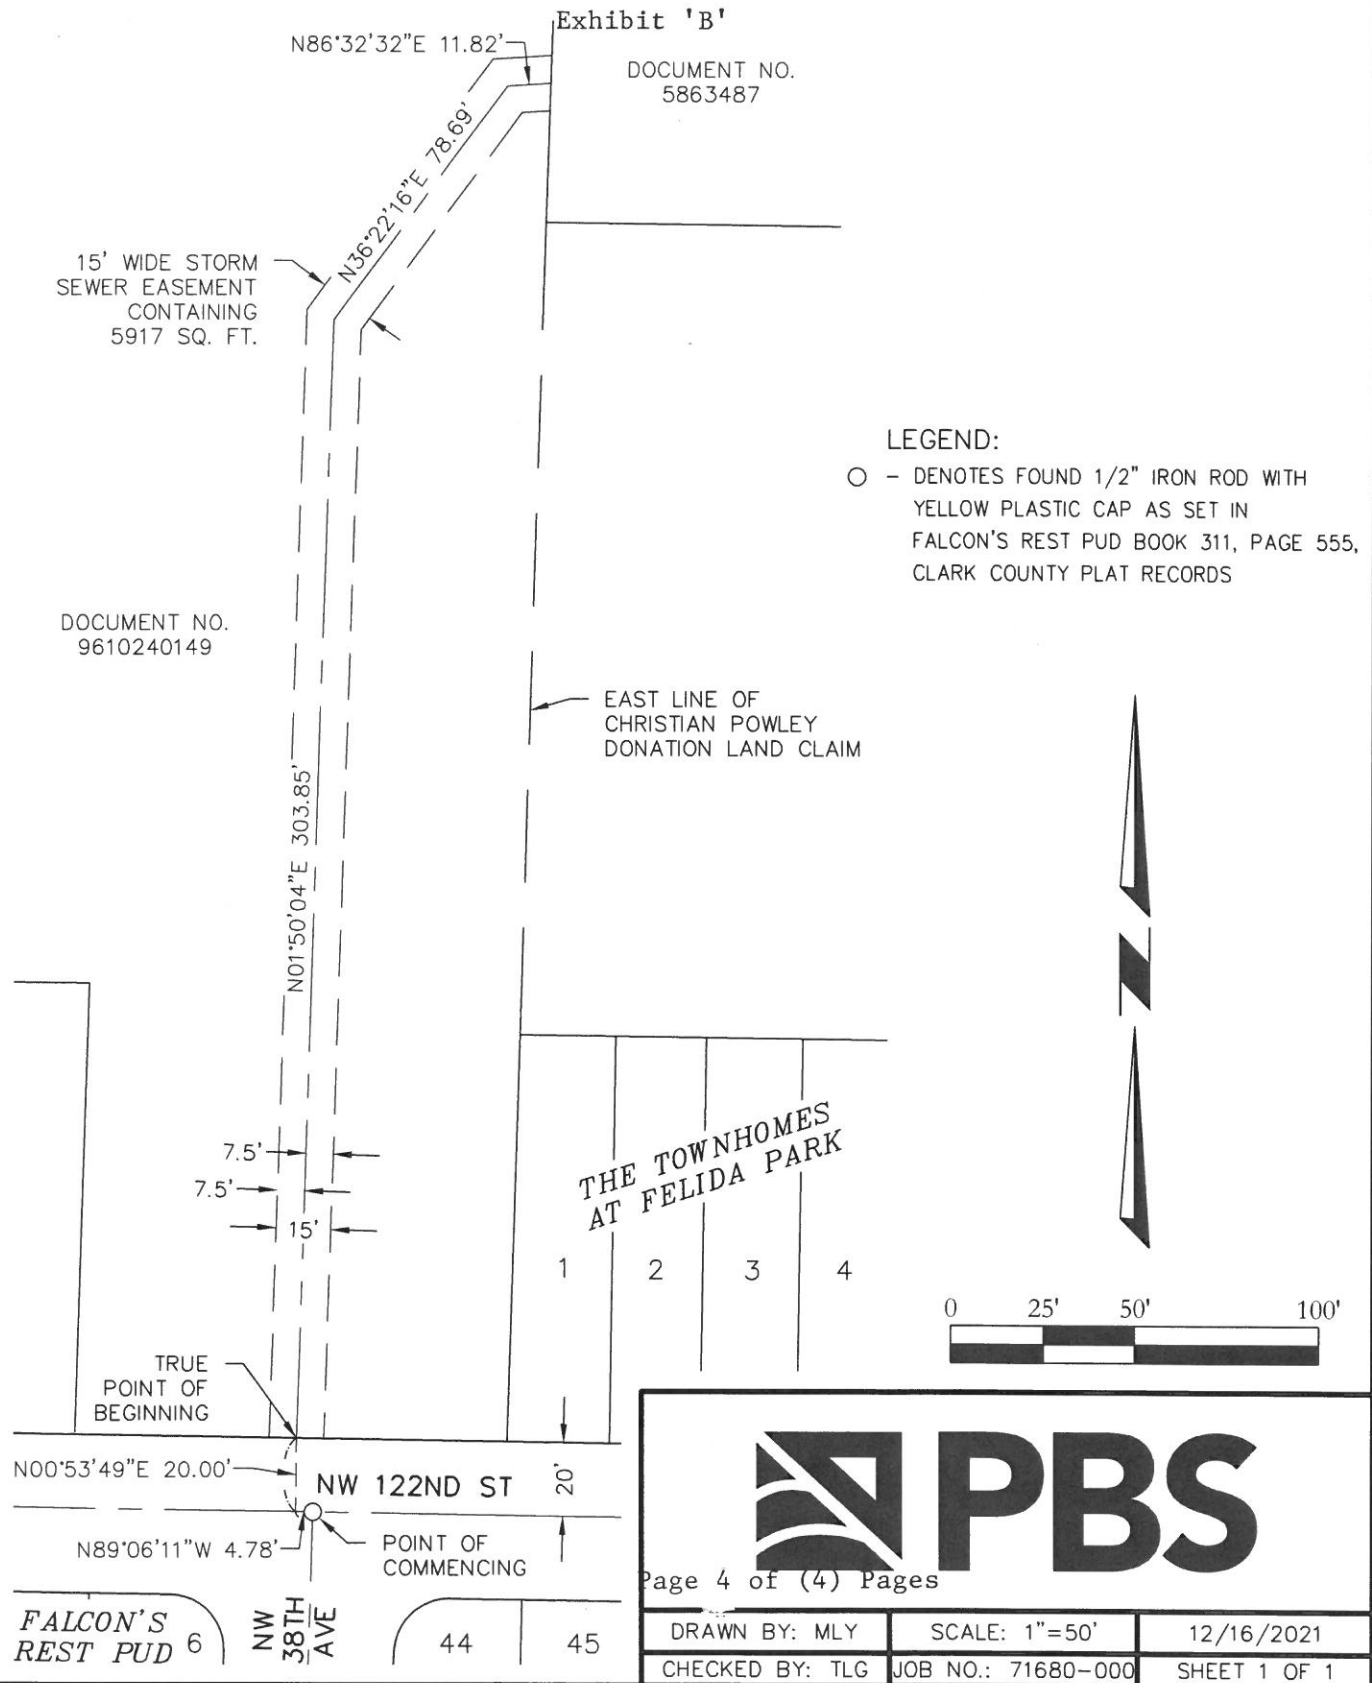 Exhibit 'B'
N86°32'32"E 11.82'
DOCUMENT NO.
5863487
N36°22'16"E 78.69'
15' WIDE STORM
SEWER EASEMENT
CONTAINING
5917 SQ. FT.
LEGEND:
○ - DENOTES FOUND 1/2" IRON ROD WITH
YELLOW PLASTIC CAP AS SET IN
FALCON'S REST PUD BOOK 311, PAGE 555,
CLARK COUNTY PLAT RECORDS
DOCUMENT NO.
9610240149
EAST LINE OF
CHRISTIAN POWLEY
DONATION LAND CLAIM
N01°50'04"E 303.85'
N
7.5'
7.5'
15'
THE TOWNHOMES
AT FELIDA PARK
1 2 3 4
0 25' 50' 100'
TRUE
POINT OF
BEGINNING
N00°53'49"E 20.00'
NW 122ND ST
20'
N89°06'11"W 4.78'
POINT OF
COMMENCING
FALCON'S
REST PUD
6
NW
38TH
AVE
44
45
PBS
Page 4 of (4) Pages
DRAWN BY: MLY
SCALE: 1"=50'
12/16/2021
CHECKED BY: TLG
JOB NO.: 71680-000
SHEET 1 OF 1